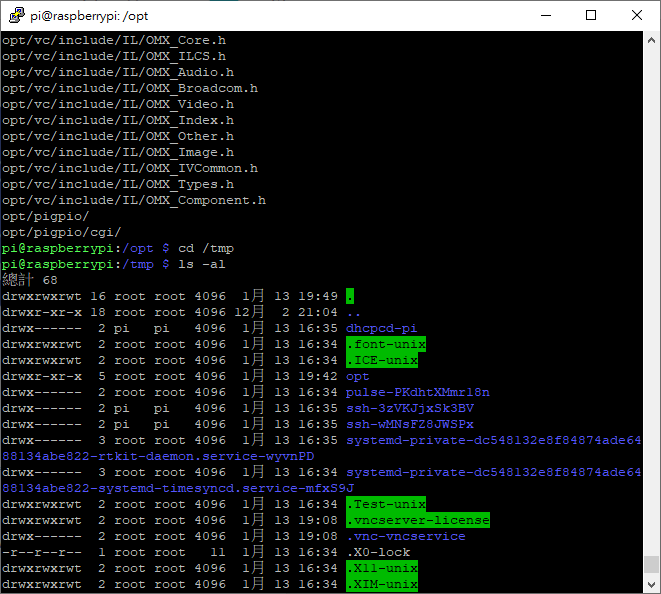 pi@raspberrypi: /opt
opt/vc/include/IL/OMX_Core.h
opt/vc/include/IL/OMX_ILCS.h
opt/vc/include/IL/OMX_Audio.h
opt/vc/include/IL/OMX_Broadcom.h
opt/vc/include/IL/OMX_Video.h
opt/vc/include/IL/OMX_Index.h
opt/vc/include/IL/OMX_Other.h
opt/vc/include/IL/OMX_Image.h
opt/vc/include/IL/OMX_IVCommon.h
opt/vc/include/IL/OMX_Types.h
opt/vc/include/IL/OMX_Component.h
opt/pigpio/
opt/pigpio/cgi/
pi@raspberrypi:/opt $ cd /tmp
pi@raspberrypi:/tmp $ ls -al
總計 68
drwxrwxrwt 16 root root 4096  1月 13 19:49 .
drwxr-xr-x 18 root root 4096 12月  2 21:04 ..
drwx------  2 pi   pi   4096  1月 13 16:35 dhcpcd-pi
drwxrwxrwt  2 root root 4096  1月 13 16:34 .font-unix
drwxrwxrwt  2 root root 4096  1月 13 16:34 .ICE-unix
drwxr-xr-x  5 root root 4096  1月 13 19:42 opt
drwx------  2 root root 4096  1月 13 16:34 pulse-PKdhtXMmr18n
drwx------  2 pi   pi   4096  1月 13 16:35 ssh-3zVKJjxSk3BV
drwx------  2 pi   pi   4096  1月 13 16:34 ssh-wMNsFZ8JWSPx
drwx------  3 root root 4096  1月 13 16:35 systemd-private-dc548132e8f84874ade64
88134abe822-rtkit-daemon.service-wyvnPD
drwx------  3 root root 4096  1月 13 16:34 systemd-private-dc548132e8f84874ade64
88134abe822-systemd-timesyncd.service-mfxS9J
drwxrwxrwt  2 root root 4096  1月 13 16:34 .Test-unix
drwxrwxrwt  2 root root 4096  1月 13 19:08 .vncserver-license
drwx------  2 root root 4096  1月 13 19:08 .vnc-vncservice
-r--r--r--  1 root root   11  1月 13 16:34 .X0-lock
drwxrwxrwt  2 root root 4096  1月 13 16:34 .X11-unix
drwxrwxrwt  2 root root 4096  1月 13 16:34 .XIM-unix